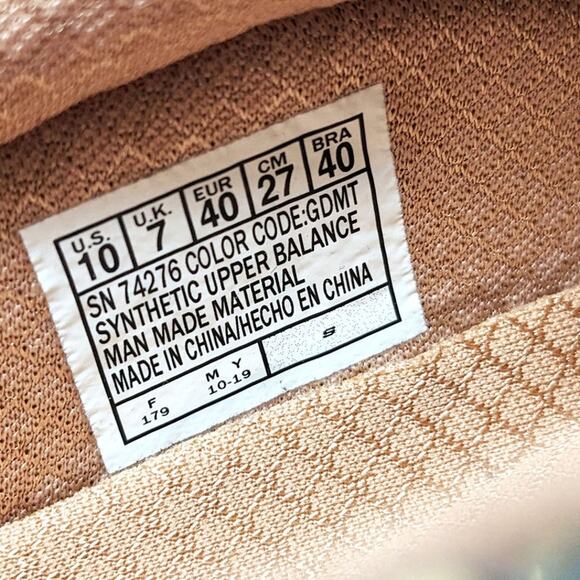 U.S. U.K. EUR CM BRA
10 7 40 27 40
SN 74276 COLOR CODE:GDMT
SYNTHETIC UPPER BALANCE
MAN MADE MATERIAL
MADE IN CHINA/HECHO EN CHINA
F M Y S
179 10-19